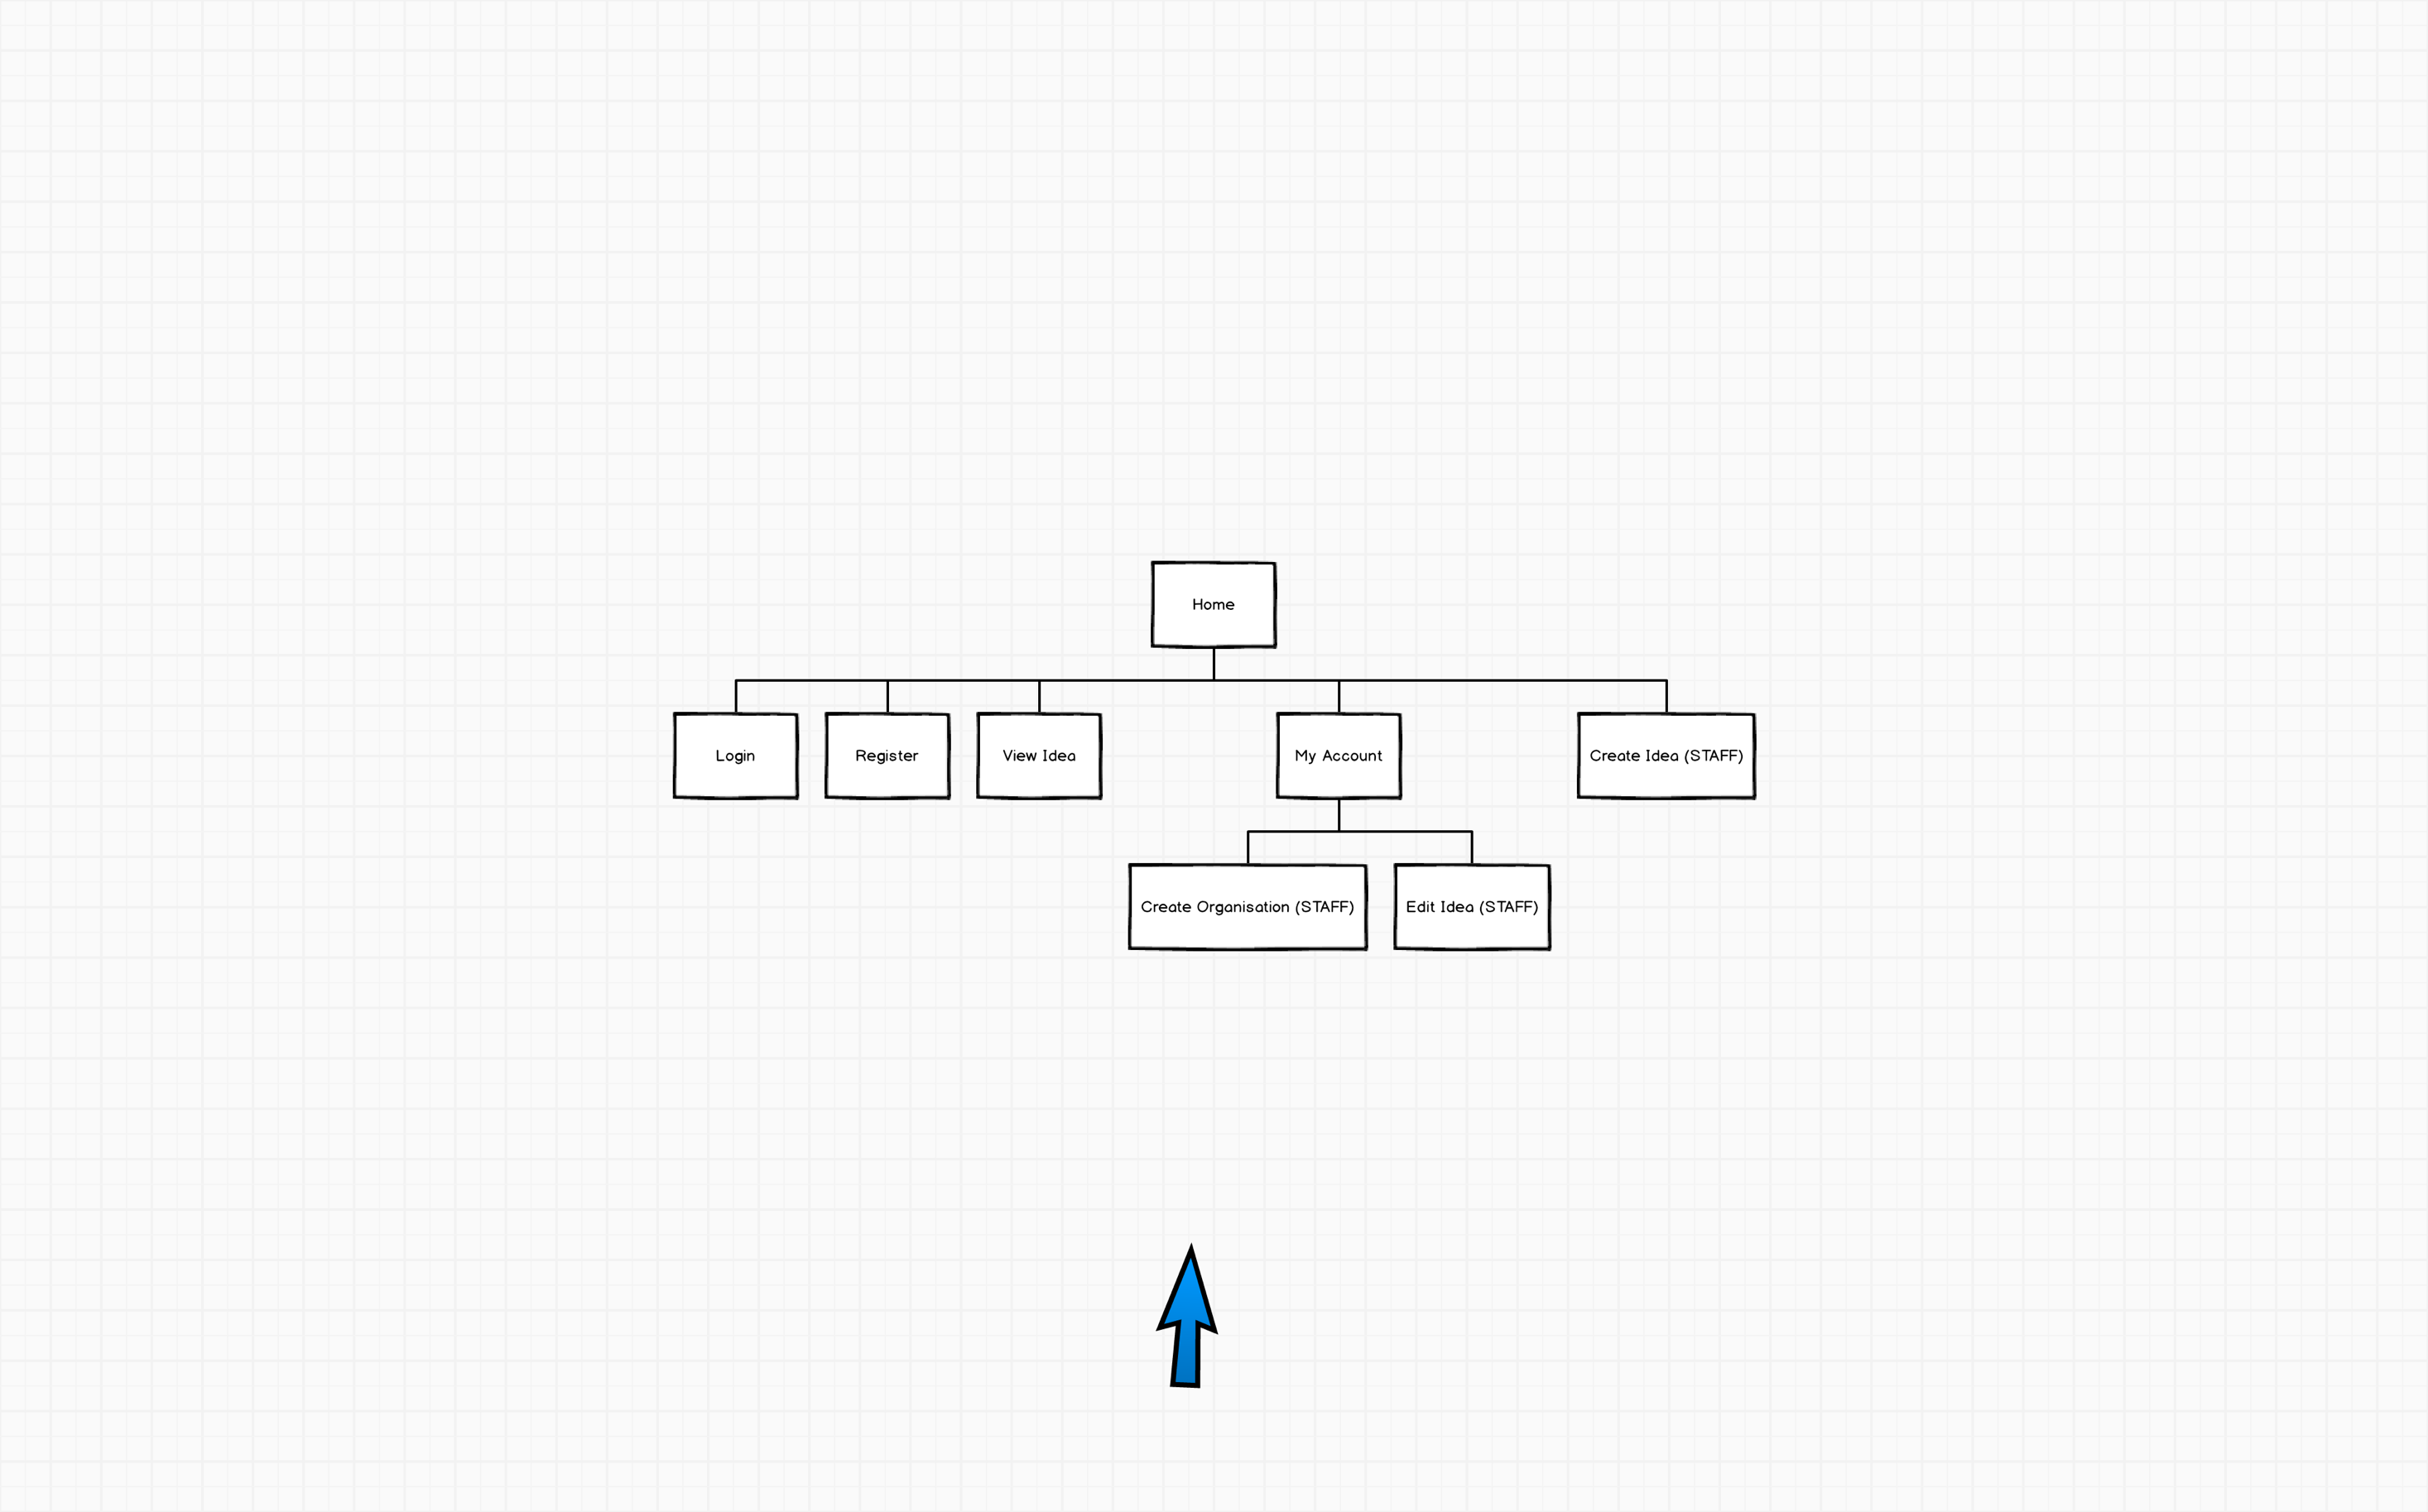 Home
Login
Register
View Idea
My Account
Create Idea (STAFF)
Create Organisation (STAFF)
Edit Idea (STAFF)